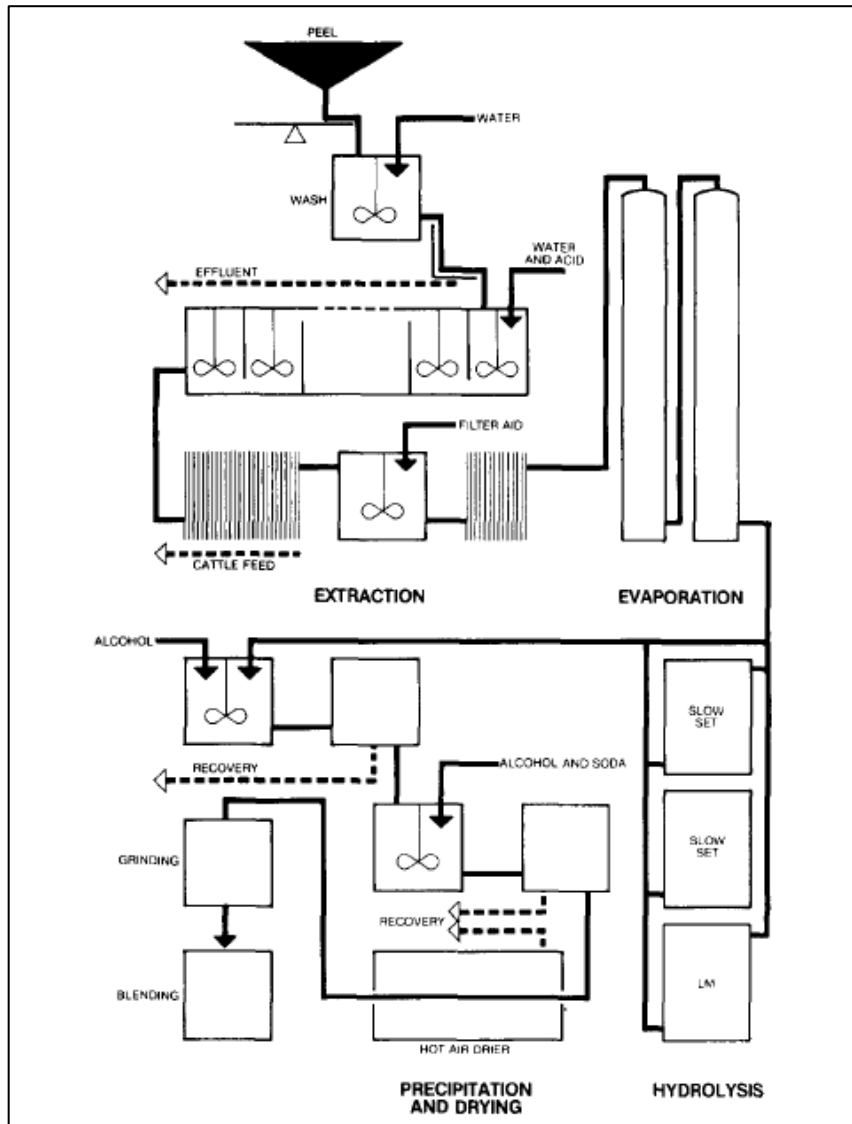 PEEL
WATER
WASH
WATER
AND ACID
EFFLUENT
FILTER AID
CATTLE FEED
EXTRACTION
EVAPORATION
ALCOHOL
SLOW
SET
RECOVERY
ALCOHOL AND SODA
SLOW
SET
GRINDING
RECOVERY
LM
BLENDING
HOT AIR DRIER
PRECIPITATION
AND DRYING
HYDROLYSIS